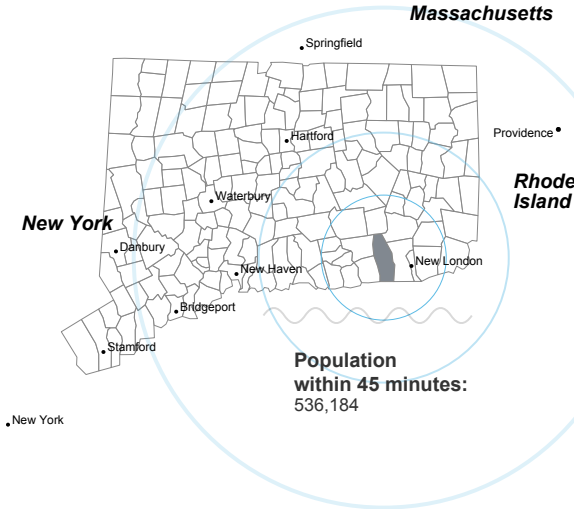 Massachusetts
Springfield
Hartford
Providence
Rhode
Island
Waterbury
New York
Danbury
New Haven
New London
Bridgeport
Stamford
Population
within 45 minutes:
536,184
New York